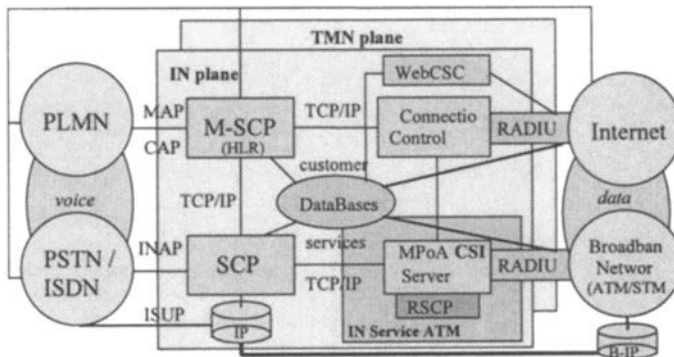 TMN plane
IN plane
WebCSC
PLMN
MAP
CAP
M-SCP
(HLR)
TCP/IP
Connectio
Control
RADIU
Internet
customer
voice
TCP/IP
DataBases
data
PSTN /
ISDN
INAP
SCP
services
TCP/IP
MPoA CSI
Server
RADIU
Broadban
Networ
(ATM/STM
RSCP
ISUP
IP
IN Service ATM
B-IP